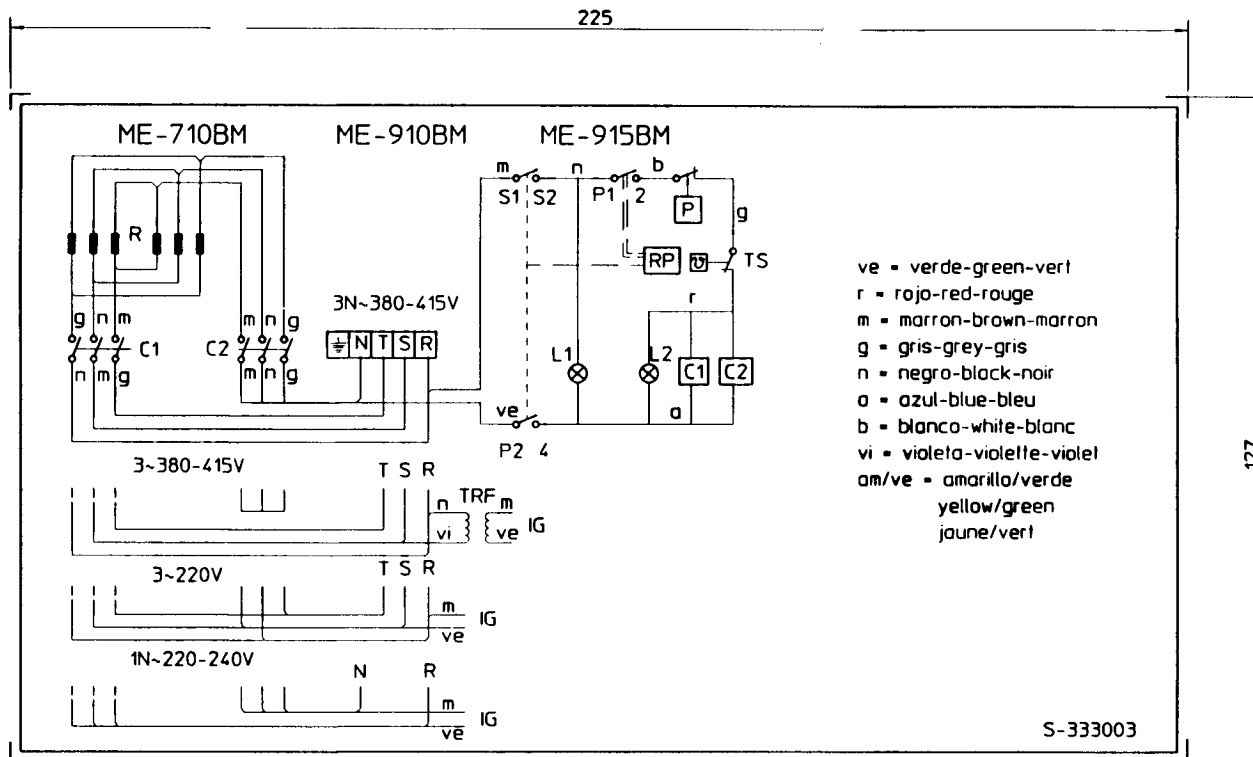 225
ME-710BM ME-910BM ME-915BM
m n b
S1 S2 P1 2
P
g
R
RP TS
3N~380-415V
r
g n m m n g
C1 C2
N T S R
L1 L2 C1 C2
n m g m n g
ve a
P2 4
ve = verde-green-vert
r = rojo-red-rouge
m = marron-brown-marron
g = gris-grey-gris
n = negro-black-noir
a = azul-blue-bleu
b = blanco-white-blanc
vi = violeta-violette-violet
am/ve = amarillo/verde
yellow/green
jaune/vert
127
3~380-415V T S R
n TRF m
vi ve IG
3~220V T S R
m
ve IG
1N~220-240V N R
m
ve IG
S-333003